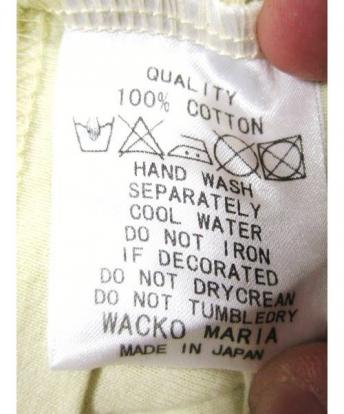 QUALITY
100% COTTON
HAND WASH
SEPARATELY
COOL WATER
DO NOT IRON
IF DECORATED
DO NOT DRYCREAN
DO NOT TUMBLEDRY
WACKO MARIA
MADE IN JAPAN